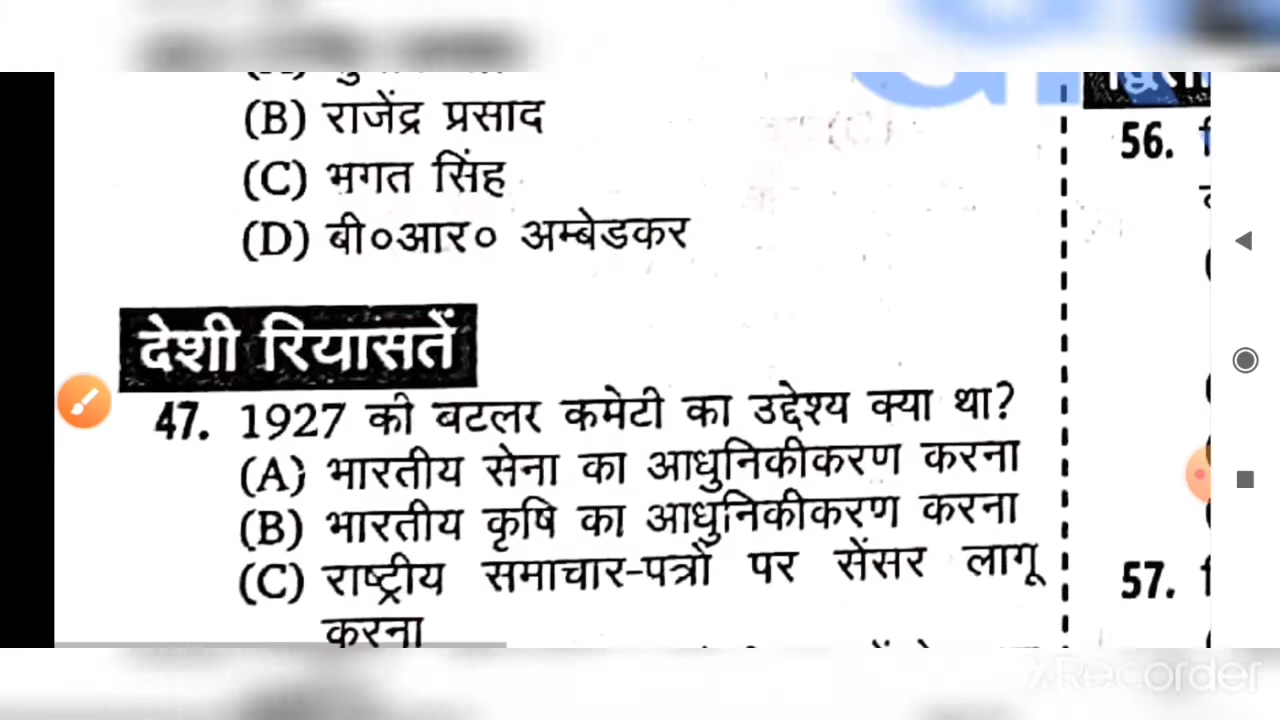 (B) राजेंद्र प्रसाद
(C) भगत सिंह
(D) बी०आर० अम्बेडकर
देशी रियासतें
47. 1927 की बटलर कमेटी का उद्देश्य क्या था?
(A) भारतीय सेना का आधुनिकीकरण करना
(B) भारतीय कृषि का आधुनिकीकरण करना
(C) राष्ट्रीय समाचार-पत्रों पर सेंसर लागू
करना
56.
57.
XRecorder